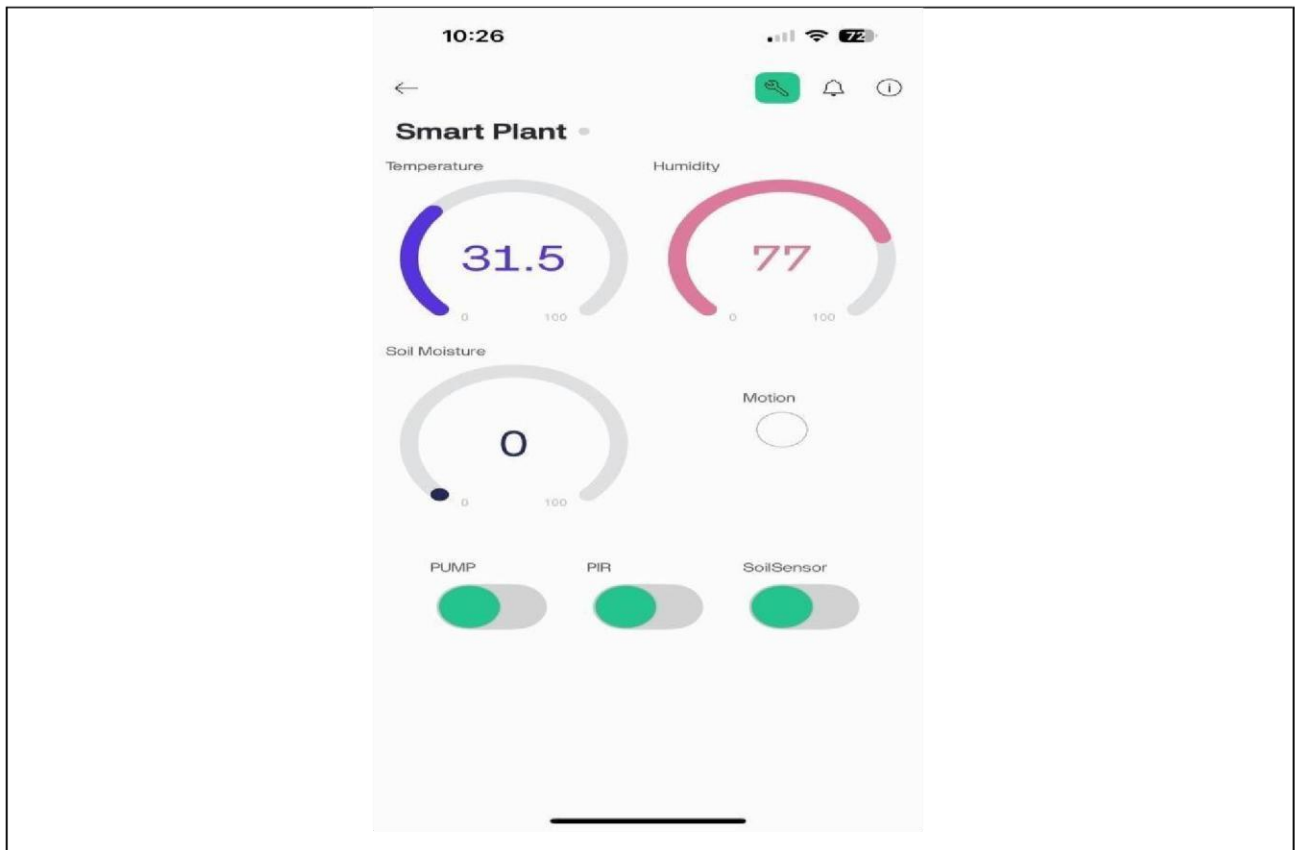 10:26 72
Smart Plant
Temperature Humidity
31.5 77
0 100 0 100
Soil Moisture
Motion
0
0 100
PUMP PIR SoilSensor